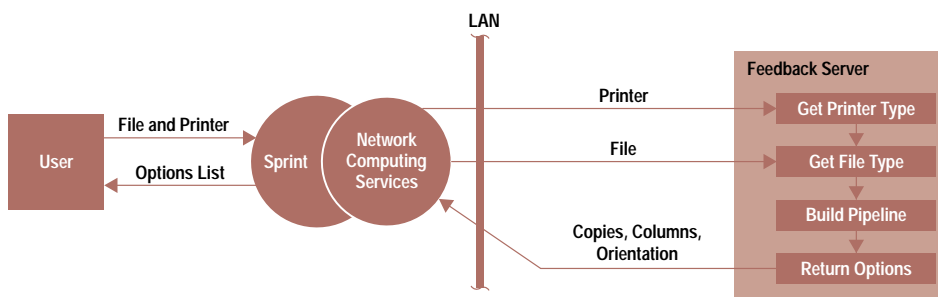 LAN
Feedback Server
Printer
Get Printer Type
File and Printer
User
Sprint
Network
Computing
Services
File
Get File Type
Options List
Build Pipeline
Copies, Columns,
Orientation
Return Options